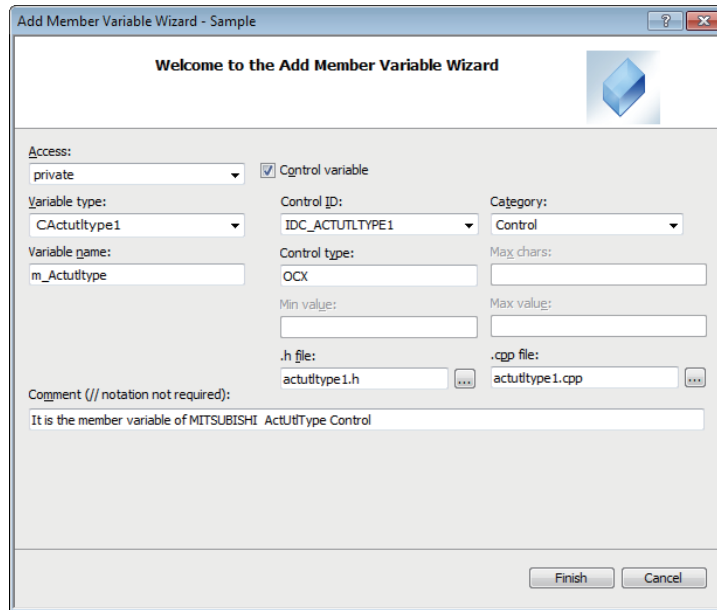 Add Member Variable Wizard - Sample
?
Welcome to the Add Member Variable Wizard
Access:
private
Control variable
Variable type:
Control ID:
Category:
CActutltype1
IDC_ACTUTLTYPE1
Control
Variable name:
Control type:
Max chars:
m_Actutltype
OCX
Min value:
Max value:
.h file:
.cpp file:
actutltype1.h
...
actutltype1.cpp
...
Comment (// notation not required):
It is the member variable of MITSUBISHI ActUtlType Control
Finish
Cancel